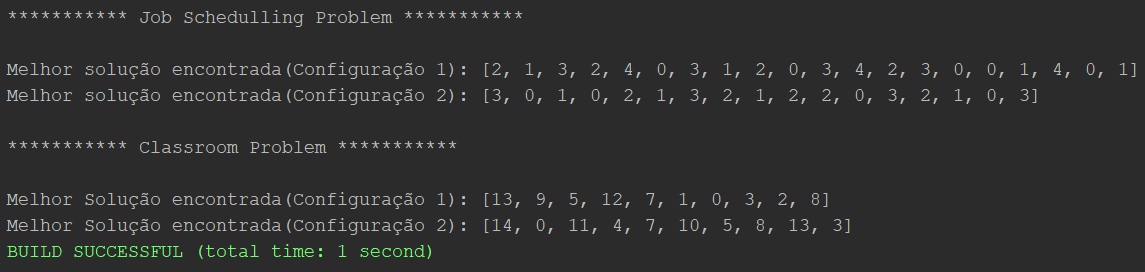 *********** Job Schedulling Problem ***********
Melhor solução encontrada(Configuração 1): [2, 1, 3, 2, 4, 0, 3, 1, 2, 0, 3, 4, 2, 3, 0, 0, 1, 4, 0, 1]
Melhor solução encontrada(Configuração 2): [3, 0, 1, 0, 2, 1, 3, 2, 1, 2, 2, 0, 3, 2, 1, 0, 3]
*********** Classroom Problem ***********
Melhor Solução encontrada(Configuração 1): [13, 9, 5, 12, 7, 1, 0, 3, 2, 8]
Melhor Solução encontrada(Configuração 2): [14, 0, 11, 4, 7, 10, 5, 8, 13, 3]
BUILD SUCCESSFUL (total time: 1 second)